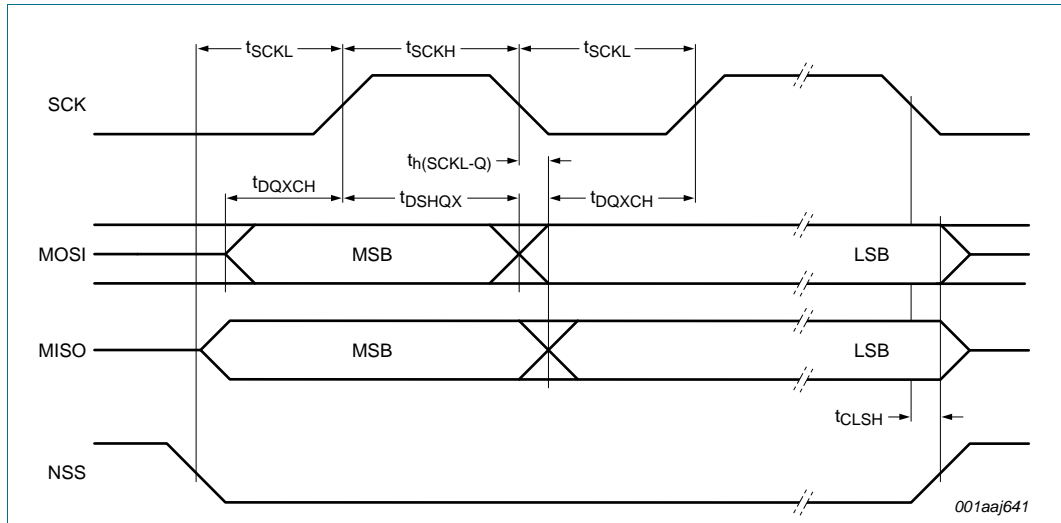 tSCKL tSCKH tSCKL
SCK
th(SCKL-Q)
tDQXCH tDSHQX tDQXCH
MOSI MSB LSB
MISO MSB LSB
tCLSH
NSS
001aaj641